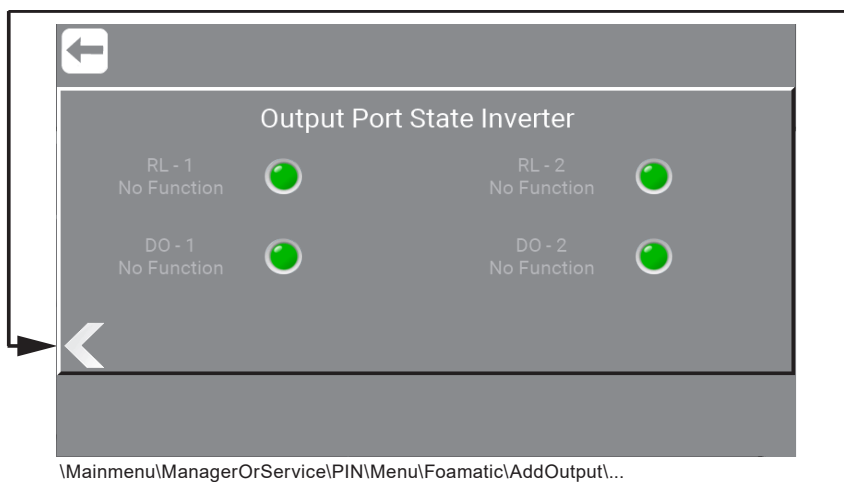 Output Port State Inverter
RL - 1
No Function
RL - 2
No Function
DO - 1
No Function
DO - 2
No Function
\Mainmenu\ManagerOrService\PIN\Menu\Foamatic\AddOutput\...